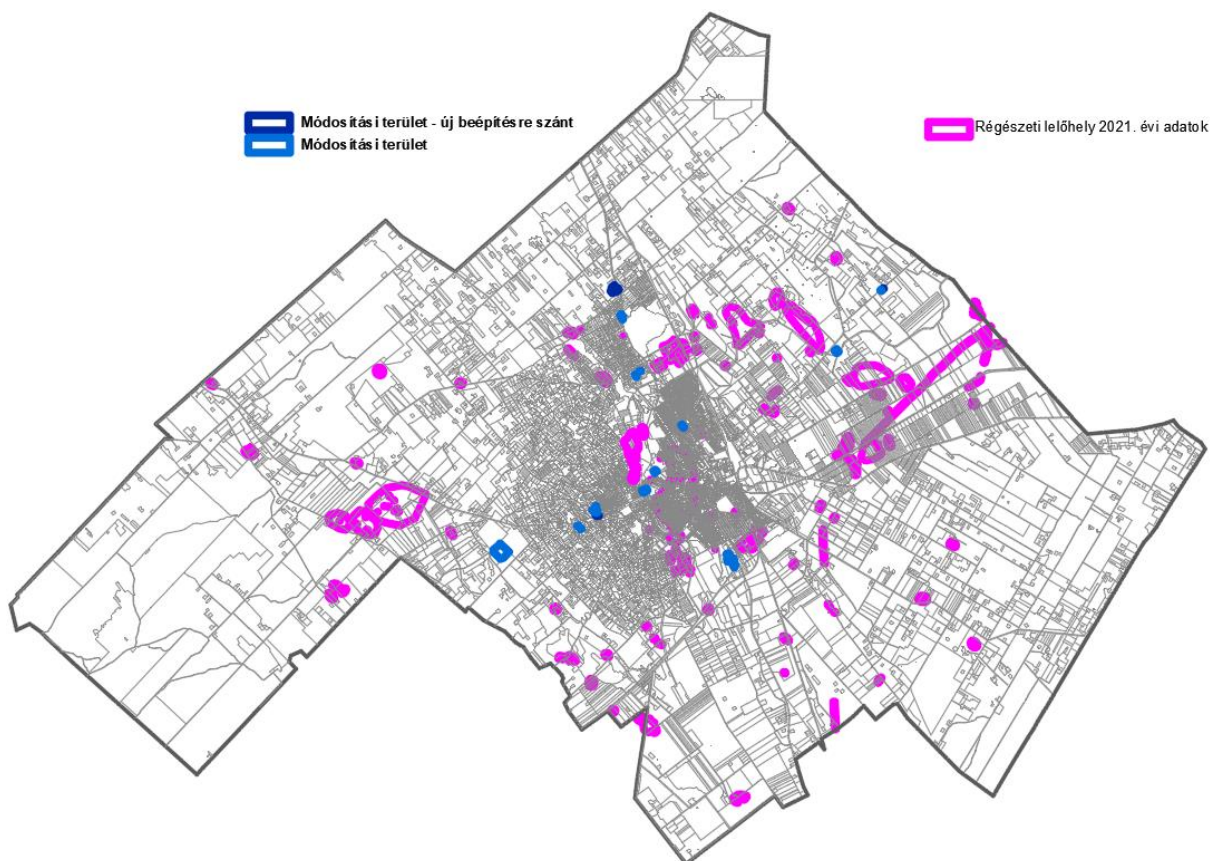 Módosítási terület - új beépítésre szánt
Módosítási terület
Régészeti lelőhely 2021. évi adatok